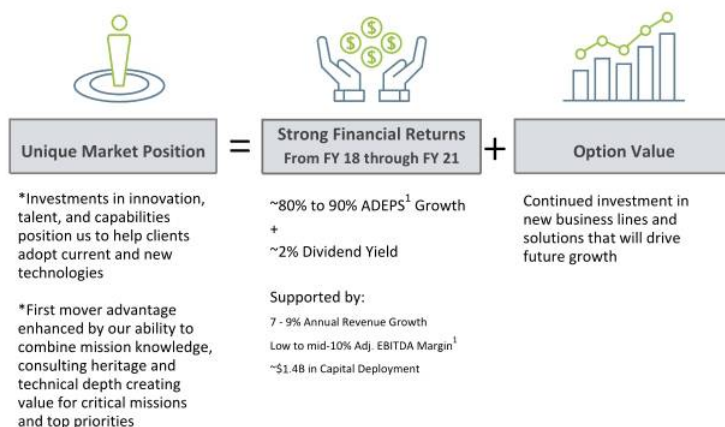 $
$ $
$
Unique Market Position
=
Strong Financial Returns
From FY 18 through FY 21
+
Option Value
*Investments in innovation,
talent, and capabilities
position us to help clients
adopt current and new
technologies
*First mover advantage
enhanced by our ability to
combine mission knowledge,
consulting heritage and
technical depth creating
value for critical missions
and top priorities
~80% to 90% ADEPS¹ Growth
+
~2% Dividend Yield
Supported by:
7 - 9% Annual Revenue Growth
Low to mid-10% Adj. EBITDA Margin¹
~$1.4B in Capital Deployment
Continued investment in
new business lines and
solutions that will drive
future growth